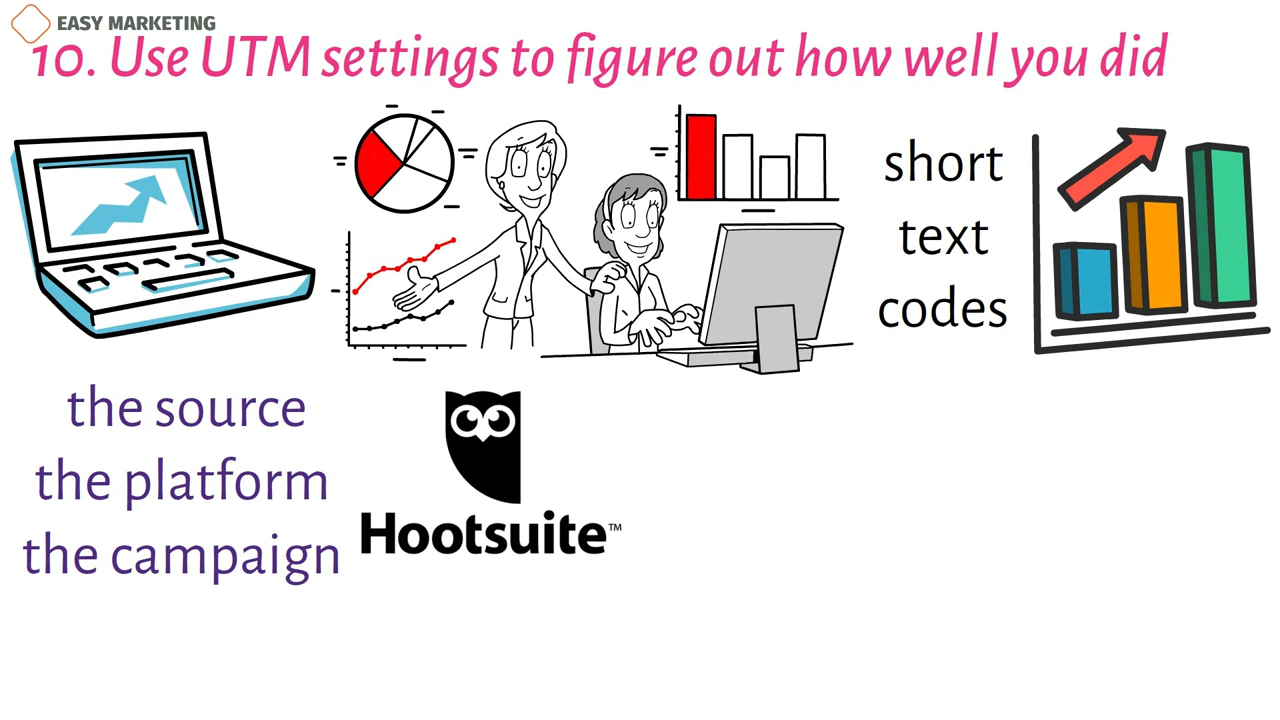 EASY MARKETING
10. Use UTM settings to figure out how well you did
short
text
codes
the source
the platform
the campaign
Hootsuite™